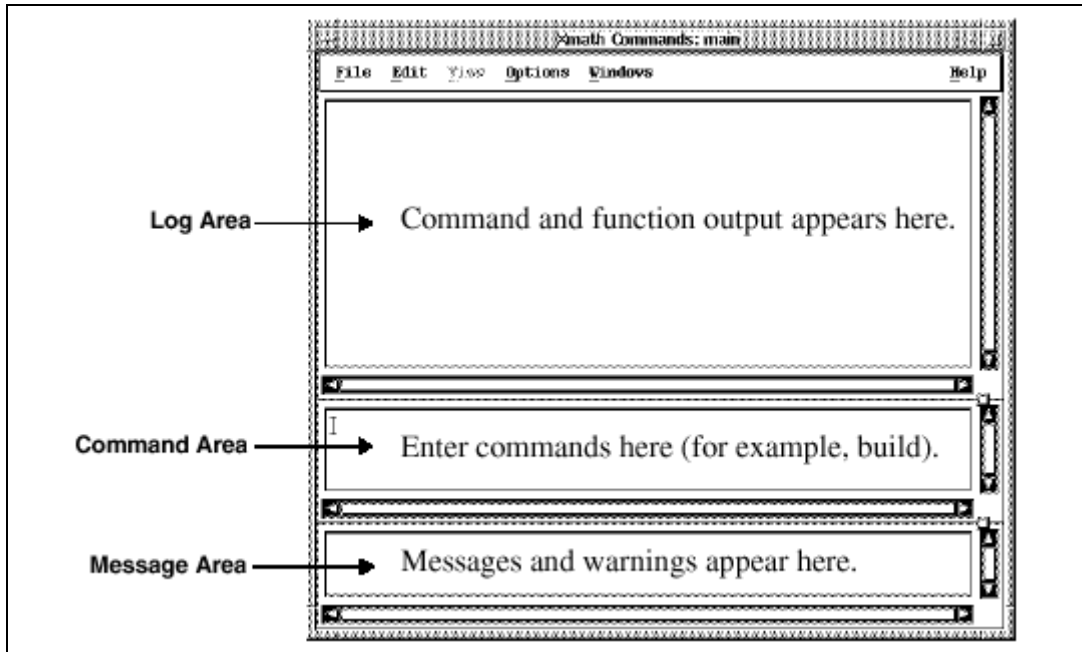 Xmath Commands: main
File Edit View Options Windows Help
Log Area
Command and function output appears here.
Command Area
Enter commands here (for example, build).
Message Area
Messages and warnings appear here.